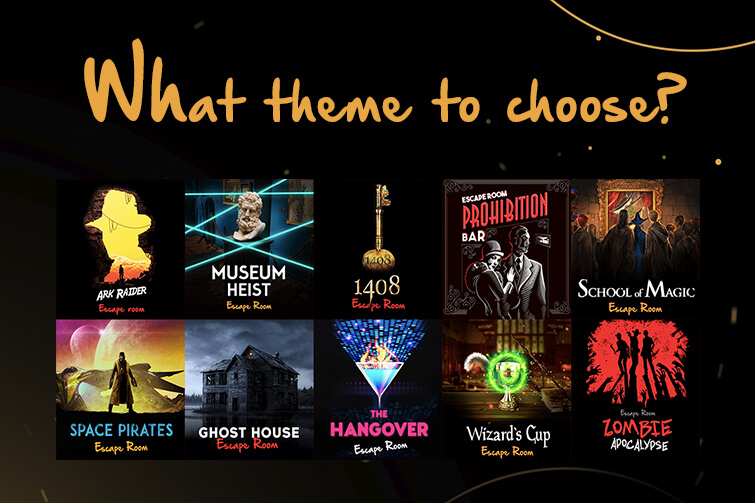 What theme to choose?
ARK RAIDER
Escape room
MUSEUM
HEIST
Escape Room
1408
1408
Escape Room
ESCAPE ROOM
PROHIBITION
BAR
SCHOOL of MAGIC
Escape Room
SPACE PIRATES
Escape Room
GHOST HOUSE
Escape Room
THE
HANGOVER
Escape Room
Wizard's Cup
Escape Room
Escape Room
ZOMBIE
APOCALYPSE